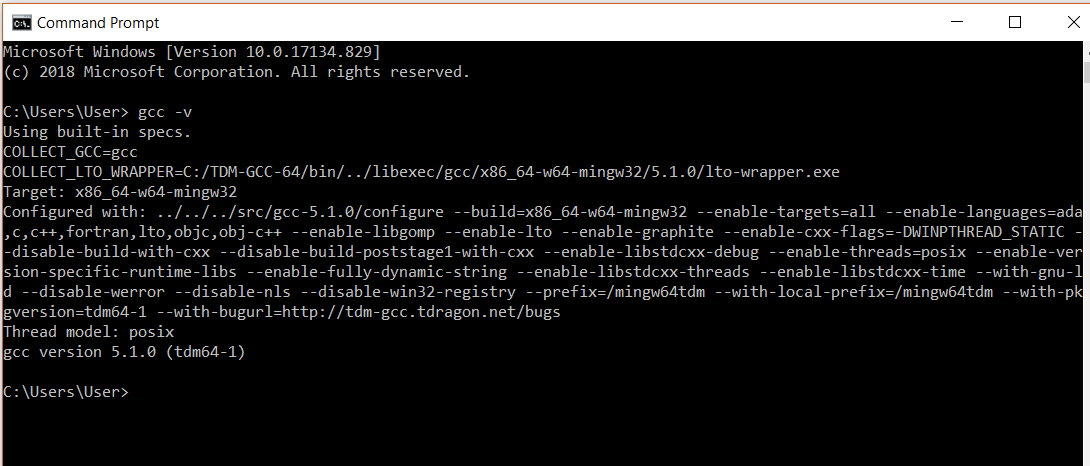 Command Prompt
Microsoft Windows [Version 10.0.17134.829]
(c) 2018 Microsoft Corporation. All rights reserved.
C:\Users\User> gcc -v
Using built-in specs.
COLLECT_GCC=gcc
COLLECT_LTO_WRAPPER=C:/TDM-GCC-64/bin/../libexec/gcc/x86_64-w64-mingw32/5.1.0/lto-wrapper.exe
Target: x86_64-w64-mingw32
Configured with: ../../../src/gcc-5.1.0/configure --build=x86_64-w64-mingw32 --enable-targets=all --enable-languages=ada
,c,c++,fortran,lto,objc,obj-c++ --enable-libgomp --enable-lto --enable-graphite --enable-cxx-flags=-DWINPTHREAD_STATIC -
-disable-build-with-cxx --disable-build-poststage1-with-cxx --enable-libstdcxx-debug --enable-threads=posix --enable-ver
sion-specific-runtime-libs --enable-fully-dynamic-string --enable-libstdcxx-threads --enable-libstdcxx-time --with-gnu-l
d --disable-werror --disable-nls --disable-win32-registry --prefix=/mingw64tdm --with-local-prefix=/mingw64tdm --with-pk
gversion=tdm64-1 --with-bugurl=http://tdm-gcc.tdragon.net/bugs
Thread model: posix
gcc version 5.1.0 (tdm64-1)
C:\Users\User>